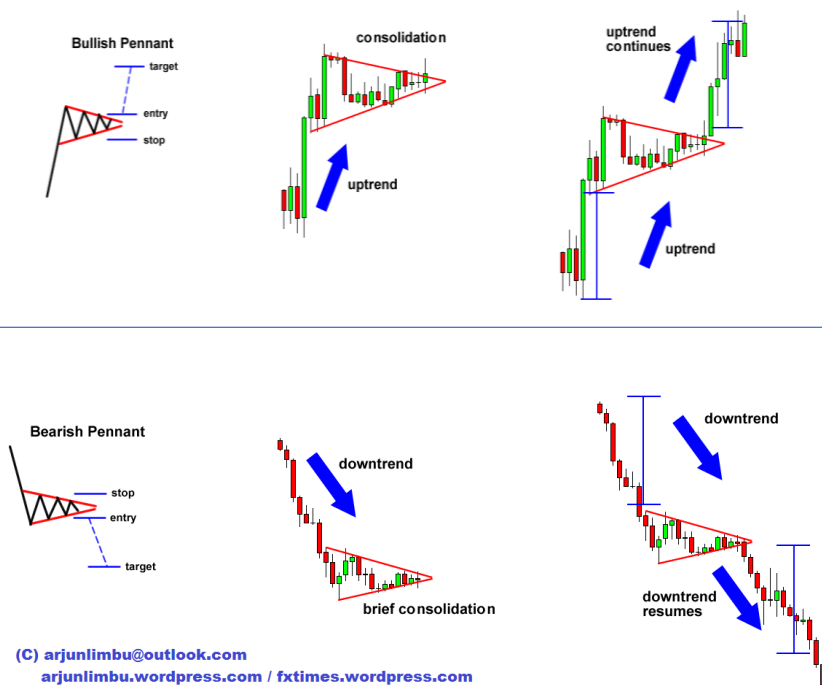 Bullish Pennant
target
entry
stop
consolidation
uptrend
uptrend
continues
uptrend
Bearish Pennant
stop
entry
target
downtrend
brief consolidation
downtrend
downtrend
resumes
(C) arjunlimbu@outlook.com
arjunlimbu.wordpress.com / fxtimes.wordpress.com